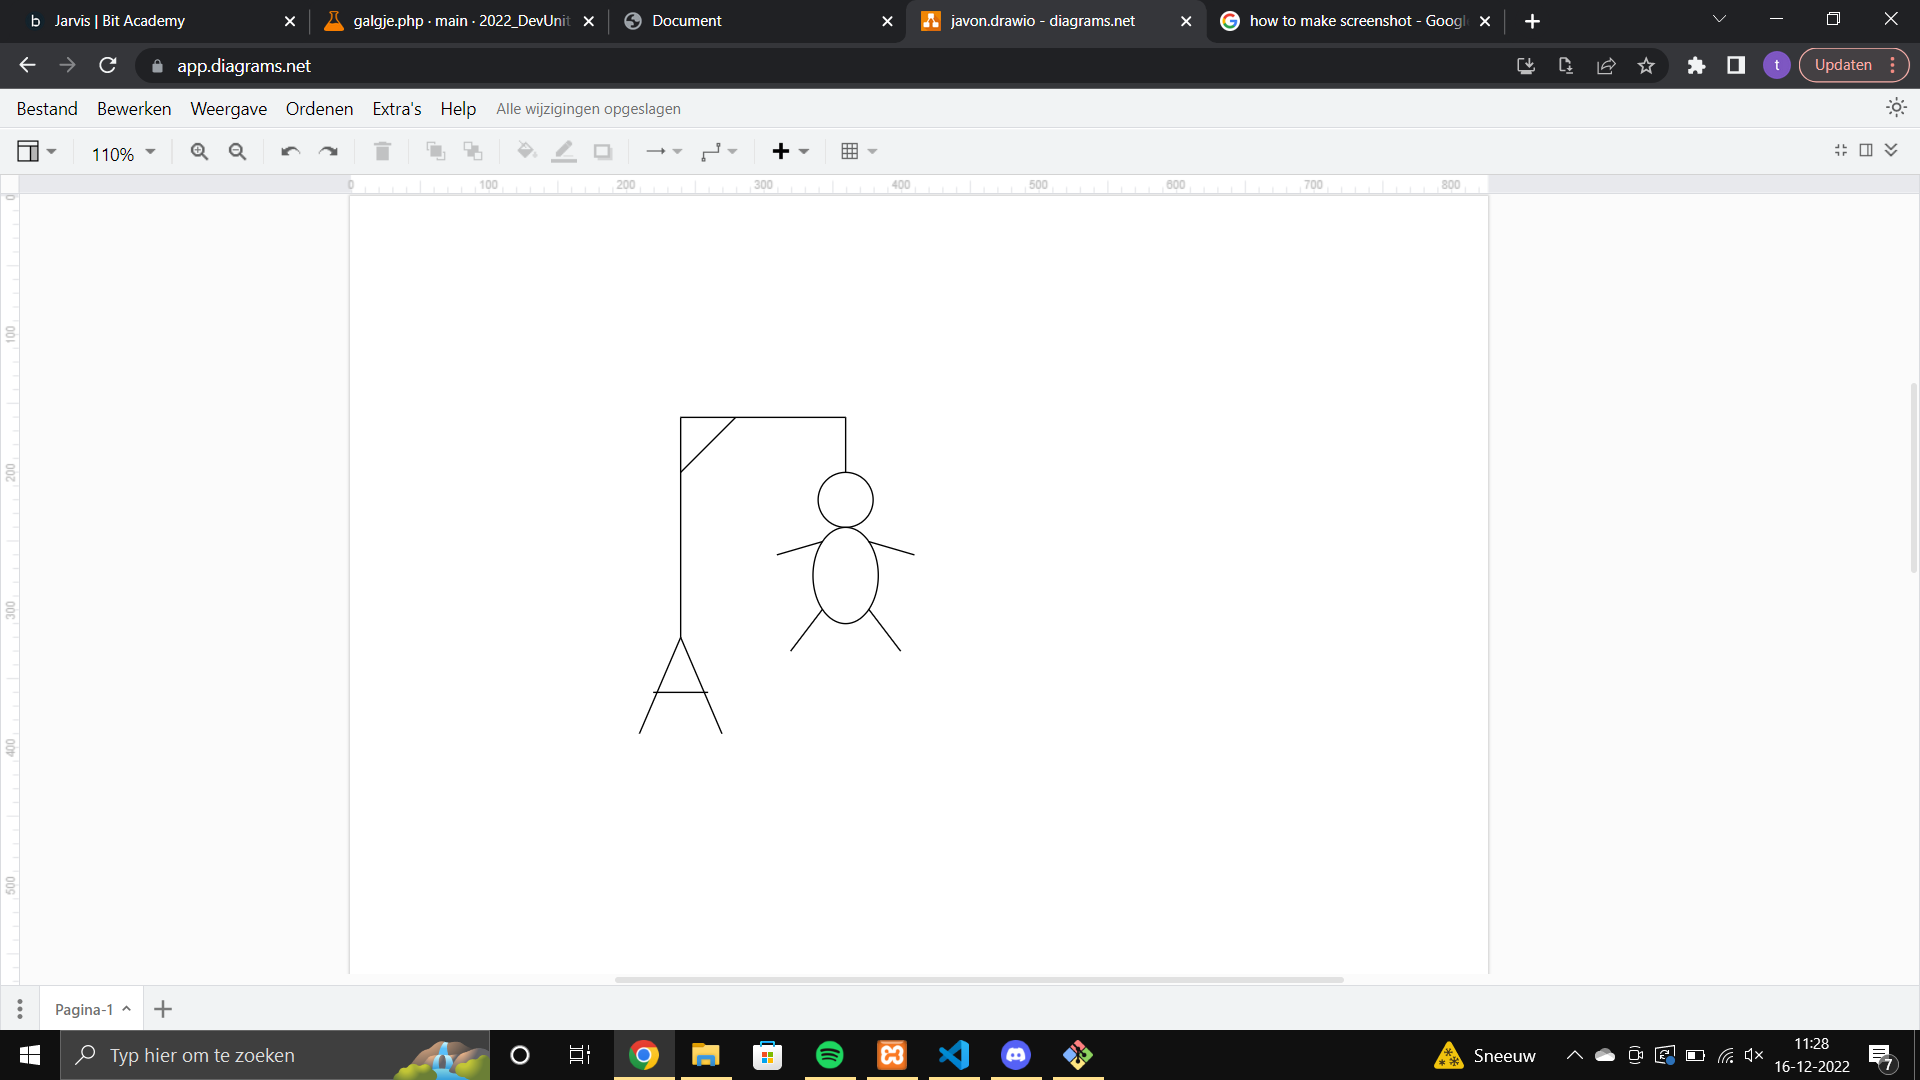 b Jarvis | Bit Academy
galgje.php · main · 2022_DevUnit
Document
javon.drawio - diagrams.net
how to make screenshot - Googl
app.diagrams.net
t
Updaten
Bestand Bewerken Weergave Ordenen Extra's Help Alle wijzigingen opgeslagen
110%
0 100 200 300 400 500 600 700 800
0
100
200
300
400
500
Pagina-1
Typ hier om te zoeken
Sneeuw
11:28
16-12-2022
7